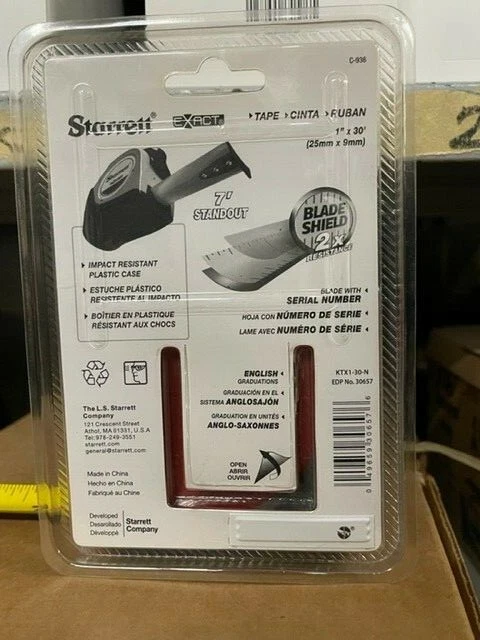 C-936
Starrett EXACT
TAPE CINTA RUBAN
1" x 30'
(25mm x 9mm)
7'
STANDOUT
BLADE
SHIELD
2x
RESISTANCE
IMPACT RESISTANT
PLASTIC CASE
ESTUCHE PLÁSTICO
RESISTENTE AL IMPACTO
BOÎTIER EN PLASTIQUE
RÉSISTANT AUX CHOCS
BLADE WITH
SERIAL NUMBER
HOJA CON NÚMERO DE SERIE
LAME AVEC NUMÉRO DE SÉRIE
ENGLISH
GRADUATIONS
GRADUACIÓN EN EL
SISTEMA ANGLOSAJÓN
GRADUATION EN UNITÉS
ANGLO-SAXONNES
KTX1-30-N
EDP No. 30657
0 49659 30657 6
The L.S. Starrett
Company
121 Crescent Street
Athol, MA 01331, U.S.A
Tel: 978-249-3551
starrett.com
general@starrett.com
OPEN
ABRIR
OUVRIR
Made in China
Hecho en China
Fabriqué au Chine
Developed
Desarollado
Développé
Starrett
Company